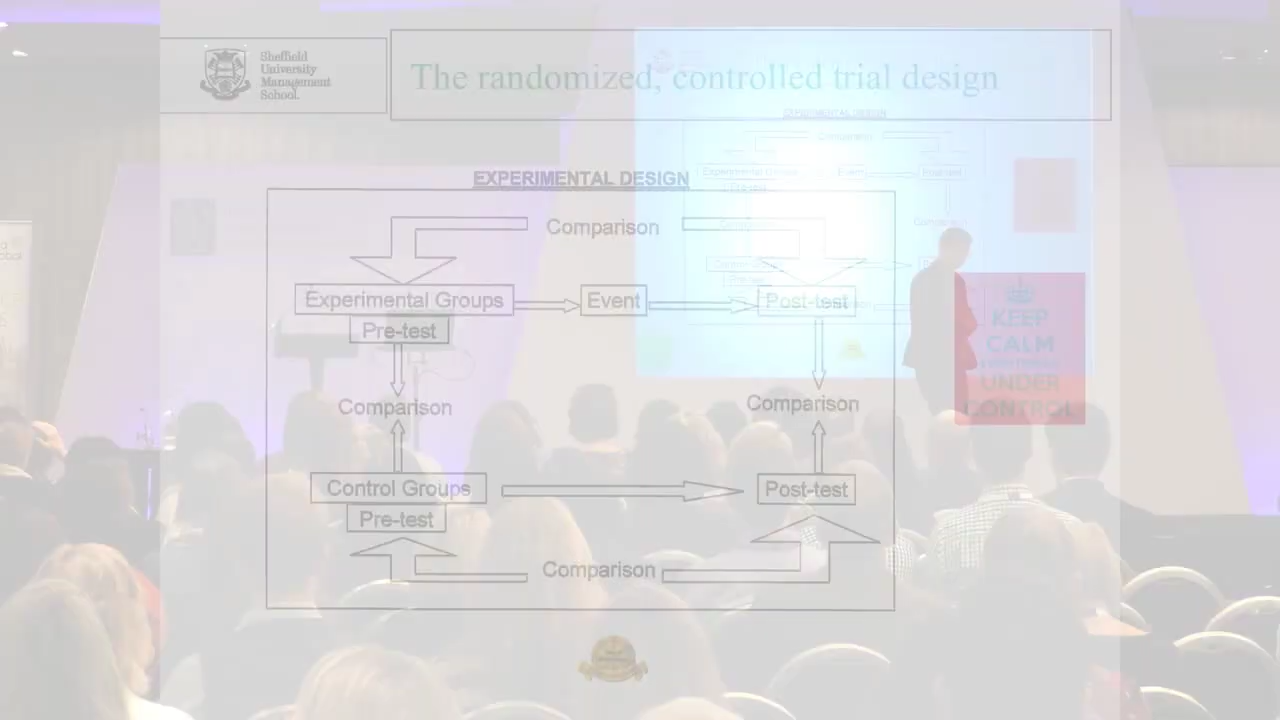 Sheffield
University
Management
School.
The randomized, controlled trial design
EXPERIMENTAL DESIGN
Comparison
Experimental Groups
Event
Post-test
Pre-test
Comparison
Comparison
Control Groups
Post-test
Pre-test
Comparison
KEEP
CALM
UNDER
CONTROL